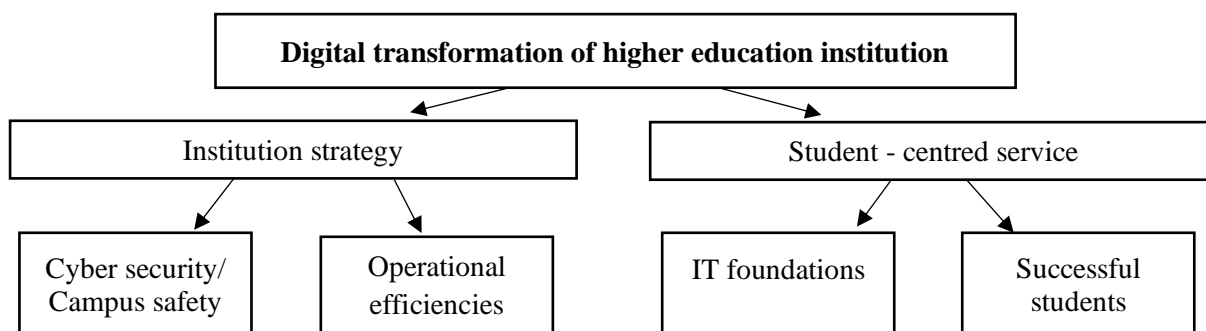 Digital transformation of higher education institution
Institution strategy
Student - centred service
Cyber security/
Campus safety
Operational
efficiencies
IT foundations
Successful
students